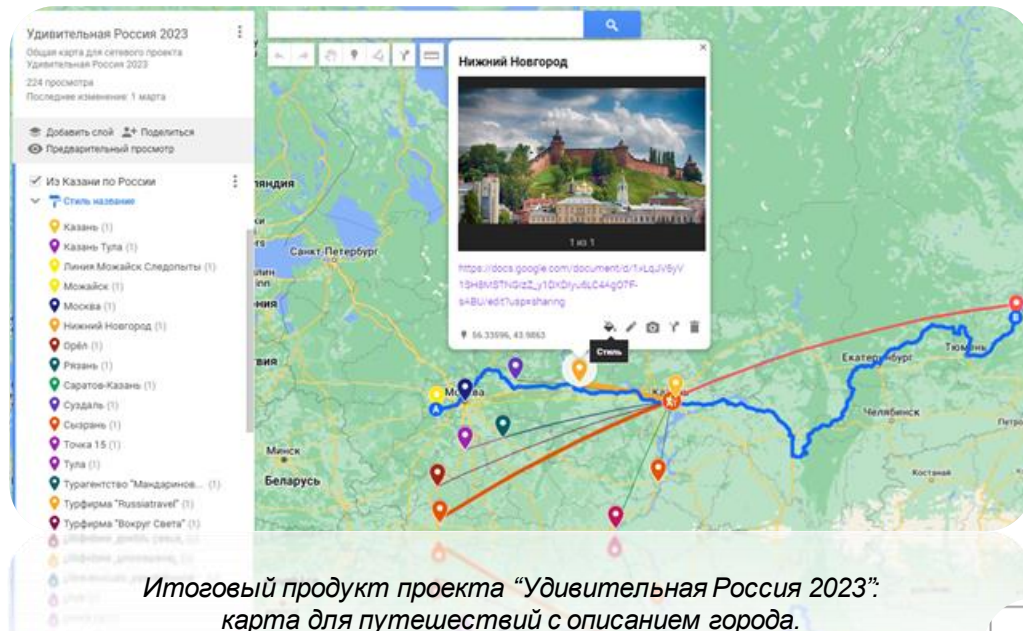 Удивительная Россия 2023
Общая карта для сетевого проекта
Удивительная Россия 2023
224 просмотра
Последнее изменение: 1 марта
Добавить слой
Поделиться
Предварительный просмотр
Из Казани по России
Стиль название
Казань (1)
Казань Тула (1)
Линия Можайск Следопыты (1)
Можайск (1)
Москва (1)
Нижний Новгород (1)
Орёл (1)
Рязань (1)
Саратов-Казань (1)
Суздаль (1)
Сызрань (1)
Точка 15 (1)
Тула (1)
Турагентство "Мандаринов... (1)
Турфирма "Russiatravel" (1)
Турфирма "Вокруг Света" (1)
Нижний Новгород
1 из 1
56.33596, 43.9863
Стиль
Санкт-Петербург
Минск
Беларусь
Екатеринбург
Тюмень
Челябинск
Костанай
Петро
A
B
Итоговый продукт проекта “Удивительная Россия 2023”:
карта для путешествий с описанием города.